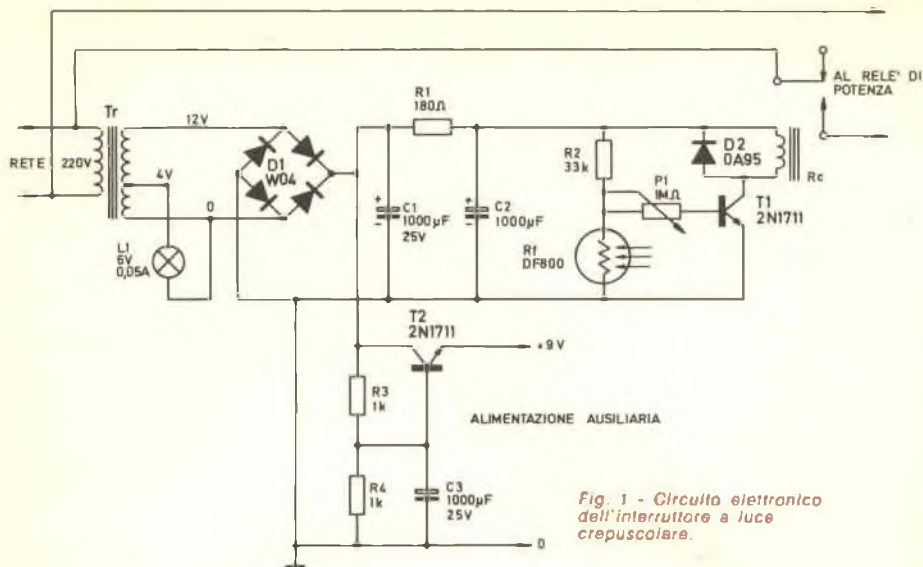 AL RELE' DI
POTENZA
R1
180Ω
Tr
12V
RETE
220V
4V
0
L1
6V
0,05A
D1
W04
C1
1000µF
25V
C2
1000µF
R2
33k
P1
1MΩ
Rf
DF800
D2
0A95
Rc
T1
2N1711
T2
2N1711
+9V
R3
1k
ALIMENTAZIONE AUSILIARIA
R4
1k
C3
1000µF
25V
0
Fig. 1 - Circuito elettronico
dell'interruttore a luce
crepuscolare.